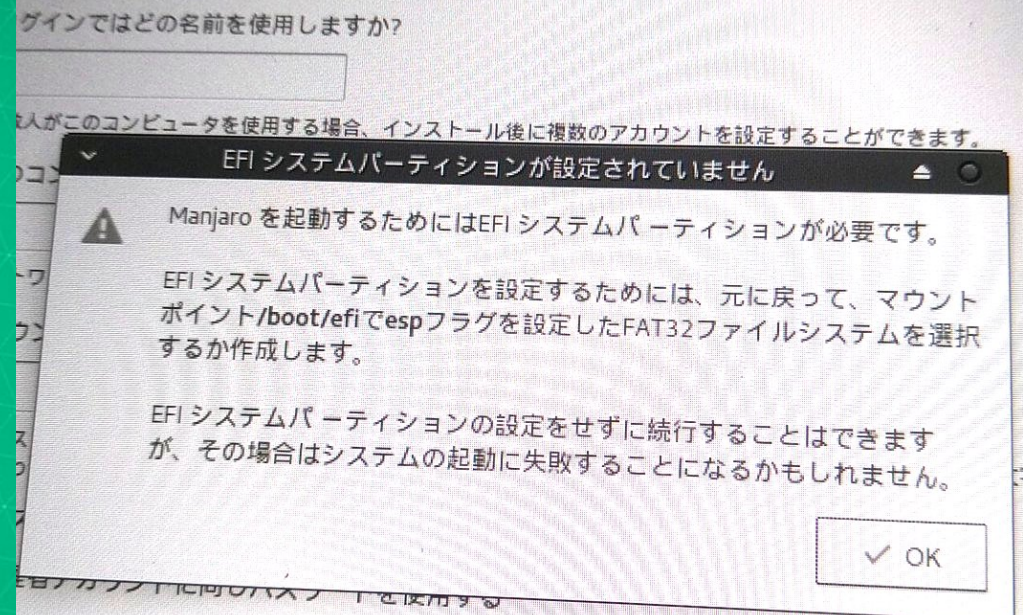 グインではどの名前を使用しますか?
人がこのコンピュータを使用する場合、インストール後に複数のアカウントを設定することができます。
EFI システムパーティションが設定されていません
のコン
Manjaro を起動するためにはEFI システムパーティションが必要です。
トワ
EFI システムパーティションを設定するためには、元に戻って、マウント
ポイント/boot/efiでespフラグを設定したFAT32ファイルシステムを選択
するか作成します。
EFI システムパーティションの設定をせずに続行することはできます
が、その場合はシステムの起動に失敗することになるかもしれません。
OK